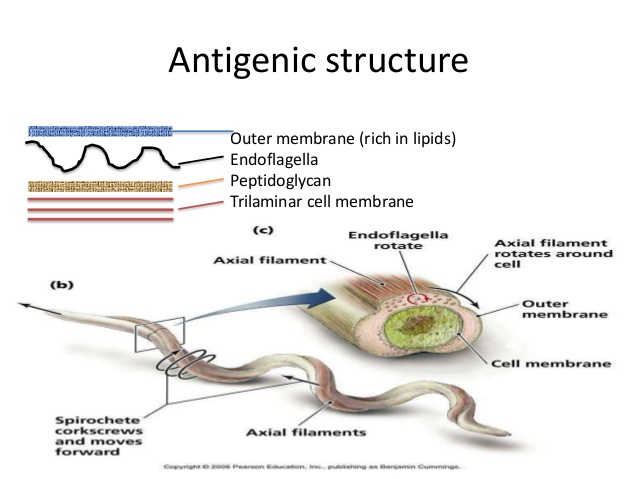 Antigenic structure
Outer membrane (rich in lipids)
Endoflagella
Peptidoglycan
Trilaminar cell membrane
(c)
Endoflagella
rotate
Axial filament
rotates around
cell
Axial filament
(b)
Outer
membrane
Cell membrane
Spirochete
corkscrews
and moves
forward
Axial filaments
Copyright © 2006 Pearson Education, Inc., publishing as Benjamin Cummings.